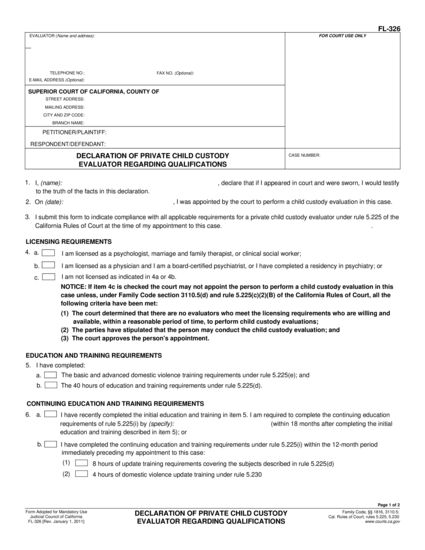 FL-326
EVALUATOR (Name and address):
FOR COURT USE ONLY
TELEPHONE NO.: FAX NO. (Optional):
E-MAIL ADDRESS (Optional):
SUPERIOR COURT OF CALIFORNIA, COUNTY OF
STREET ADDRESS:
MAILING ADDRESS:
CITY AND ZIP CODE:
BRANCH NAME:
PETITIONER/PLAINTIFF:
RESPONDENT/DEFENDANT:
DECLARATION OF PRIVATE CHILD CUSTODY
EVALUATOR REGARDING QUALIFICATIONS
CASE NUMBER:
1. I, (name): , declare that if I appeared in court and were sworn, I would testify
to the truth of the facts in this declaration.
2. On (date): , I was appointed by the court to perform a child custody evaluation in this case.
3. I submit this form to indicate compliance with all applicable requirements for a private child custody evaluator under rule 5.225 of the
California Rules of Court at the time of my appointment to this case .
LICENSING REQUIREMENTS
4. a. I am licensed as a psychologist, marriage and family therapist, or clinical social worker;
b. I am licensed as a physician and I am a board-certified psychiatrist, or I have completed a residency in psychiatry; or
c. I am not licensed as indicated in 4a or 4b.
NOTICE: If item 4c is checked the court may not appoint the person to perform a child custody evaluation in this
case unless, under Family Code section 3110.5(d) and rule 5.225(c)(2)(B) of the California Rules of Court, all the
following criteria have been met:
(1) The court determined that there are no evaluators who meet the licensing requirements who are willing and
available, within a reasonable period of time, to perform child custody evaluations;
(2) The parties have stipulated that the person may conduct the child custody evaluation; and
(3) The court approves the person's appointment.
EDUCATION AND TRAINING REQUIREMENTS
5. I have completed:
a. The basic and advanced domestic violence training requirements under rule 5.225(e); and
b. The 40 hours of education and training requirements under rule 5.225(d).
CONTINUING EDUCATION AND TRAINING REQUIREMENTS
6. a. I have recently completed the initial education and training in item 5. I am required to complete the continuing education
requirements of rule 5.225(i) by (specify): (within 18 months after completing the initial
education and training described in item 5); or
b. I have completed the continuing education and training requirements under rule 5.225(i) within the 12-month period
immediately preceding my appointment to this case:
(1) 8 hours of update training requirements covering the subjects described in rule 5.225(d)
(2) 4 hours of domestic violence update training under rule 5.230
Page 1 of 2
Form Adopted for Mandatory Use
Judicial Council of California
FL-326 [Rev. January 1, 2011]
DECLARATION OF PRIVATE CHILD CUSTODY
EVALUATOR REGARDING QUALIFICATIONS
Family Code, §§ 1816, 3110.5;
Cal. Rules of Court, rules 5.225, 5.230
www.courts.ca.gov